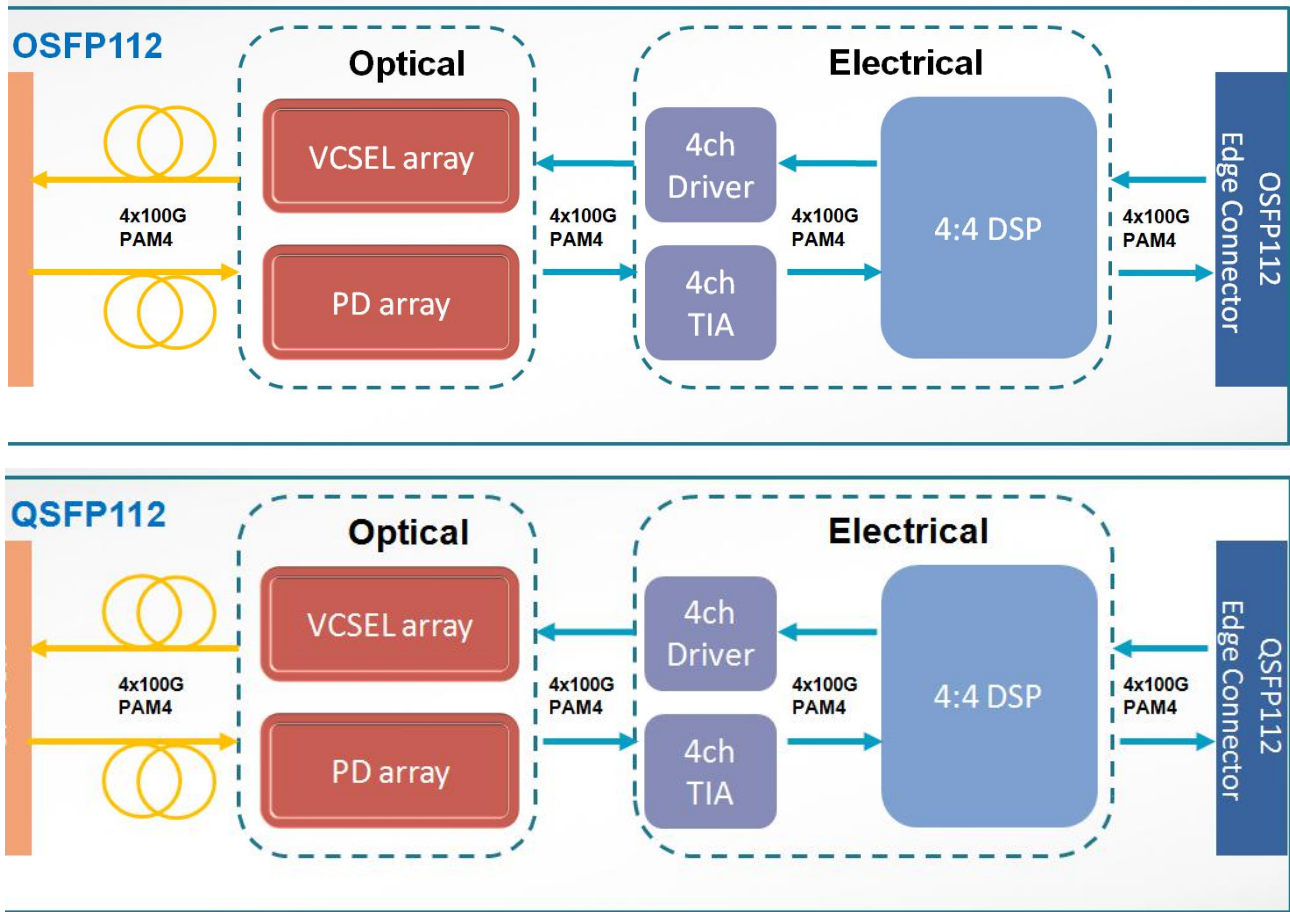 OSFP112
Optical
Electrical
VCSEL array
PD array
4x100G
PAM4
4x100G
PAM4
4ch
Driver
4ch
TIA
4x100G
PAM4
4:4 DSP
4x100G
PAM4
OSFP112
Edge Connector
QSFP112
Optical
Electrical
VCSEL array
PD array
4x100G
PAM4
4x100G
PAM4
4ch
Driver
4ch
TIA
4x100G
PAM4
4:4 DSP
4x100G
PAM4
QSFP112
Edge Connector